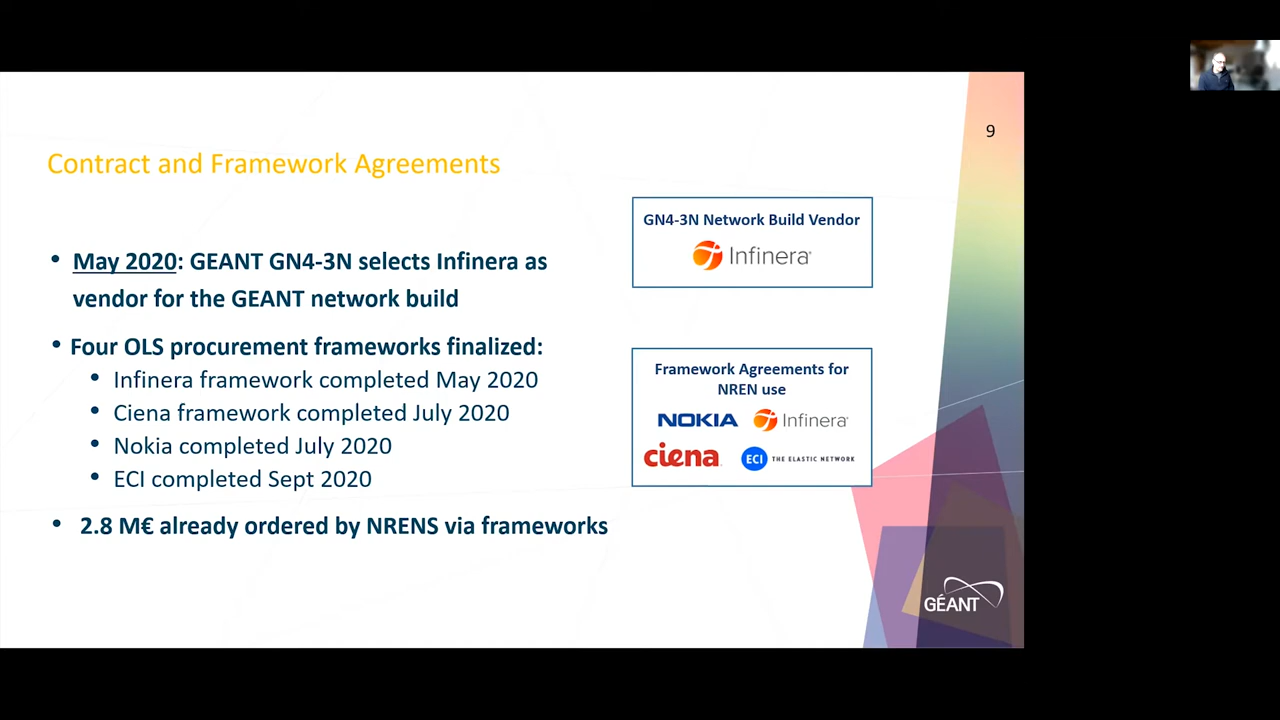 9
Contract and Framework Agreements
• May 2020: GEANT GN4-3N selects Infinera as
vendor for the GEANT network build
• Four OLS procurement frameworks finalized:
• Infinera framework completed May 2020
• Ciena framework completed July 2020
• Nokia completed July 2020
• ECI completed Sept 2020
• 2.8 M€ already ordered by NRENS via frameworks
GN4-3N Network Build Vendor
Infinera
Framework Agreements for
NREN use
NOKIA Infinera
ciena ECI THE ELASTIC NETWORK
GÉANT